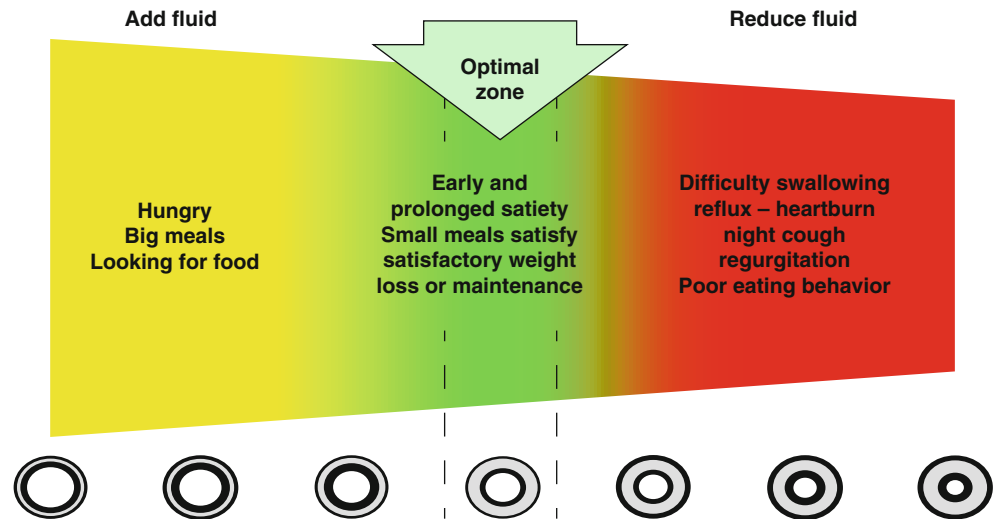 Add fluid
Reduce fluid
Optimal
zone
Hungry
Big meals
Looking for food
Early and
prolonged satiety
Small meals satisfy
satisfactory weight
loss or maintenance
Difficulty swallowing
reflux – heartburn
night cough
regurgitation
Poor eating behavior